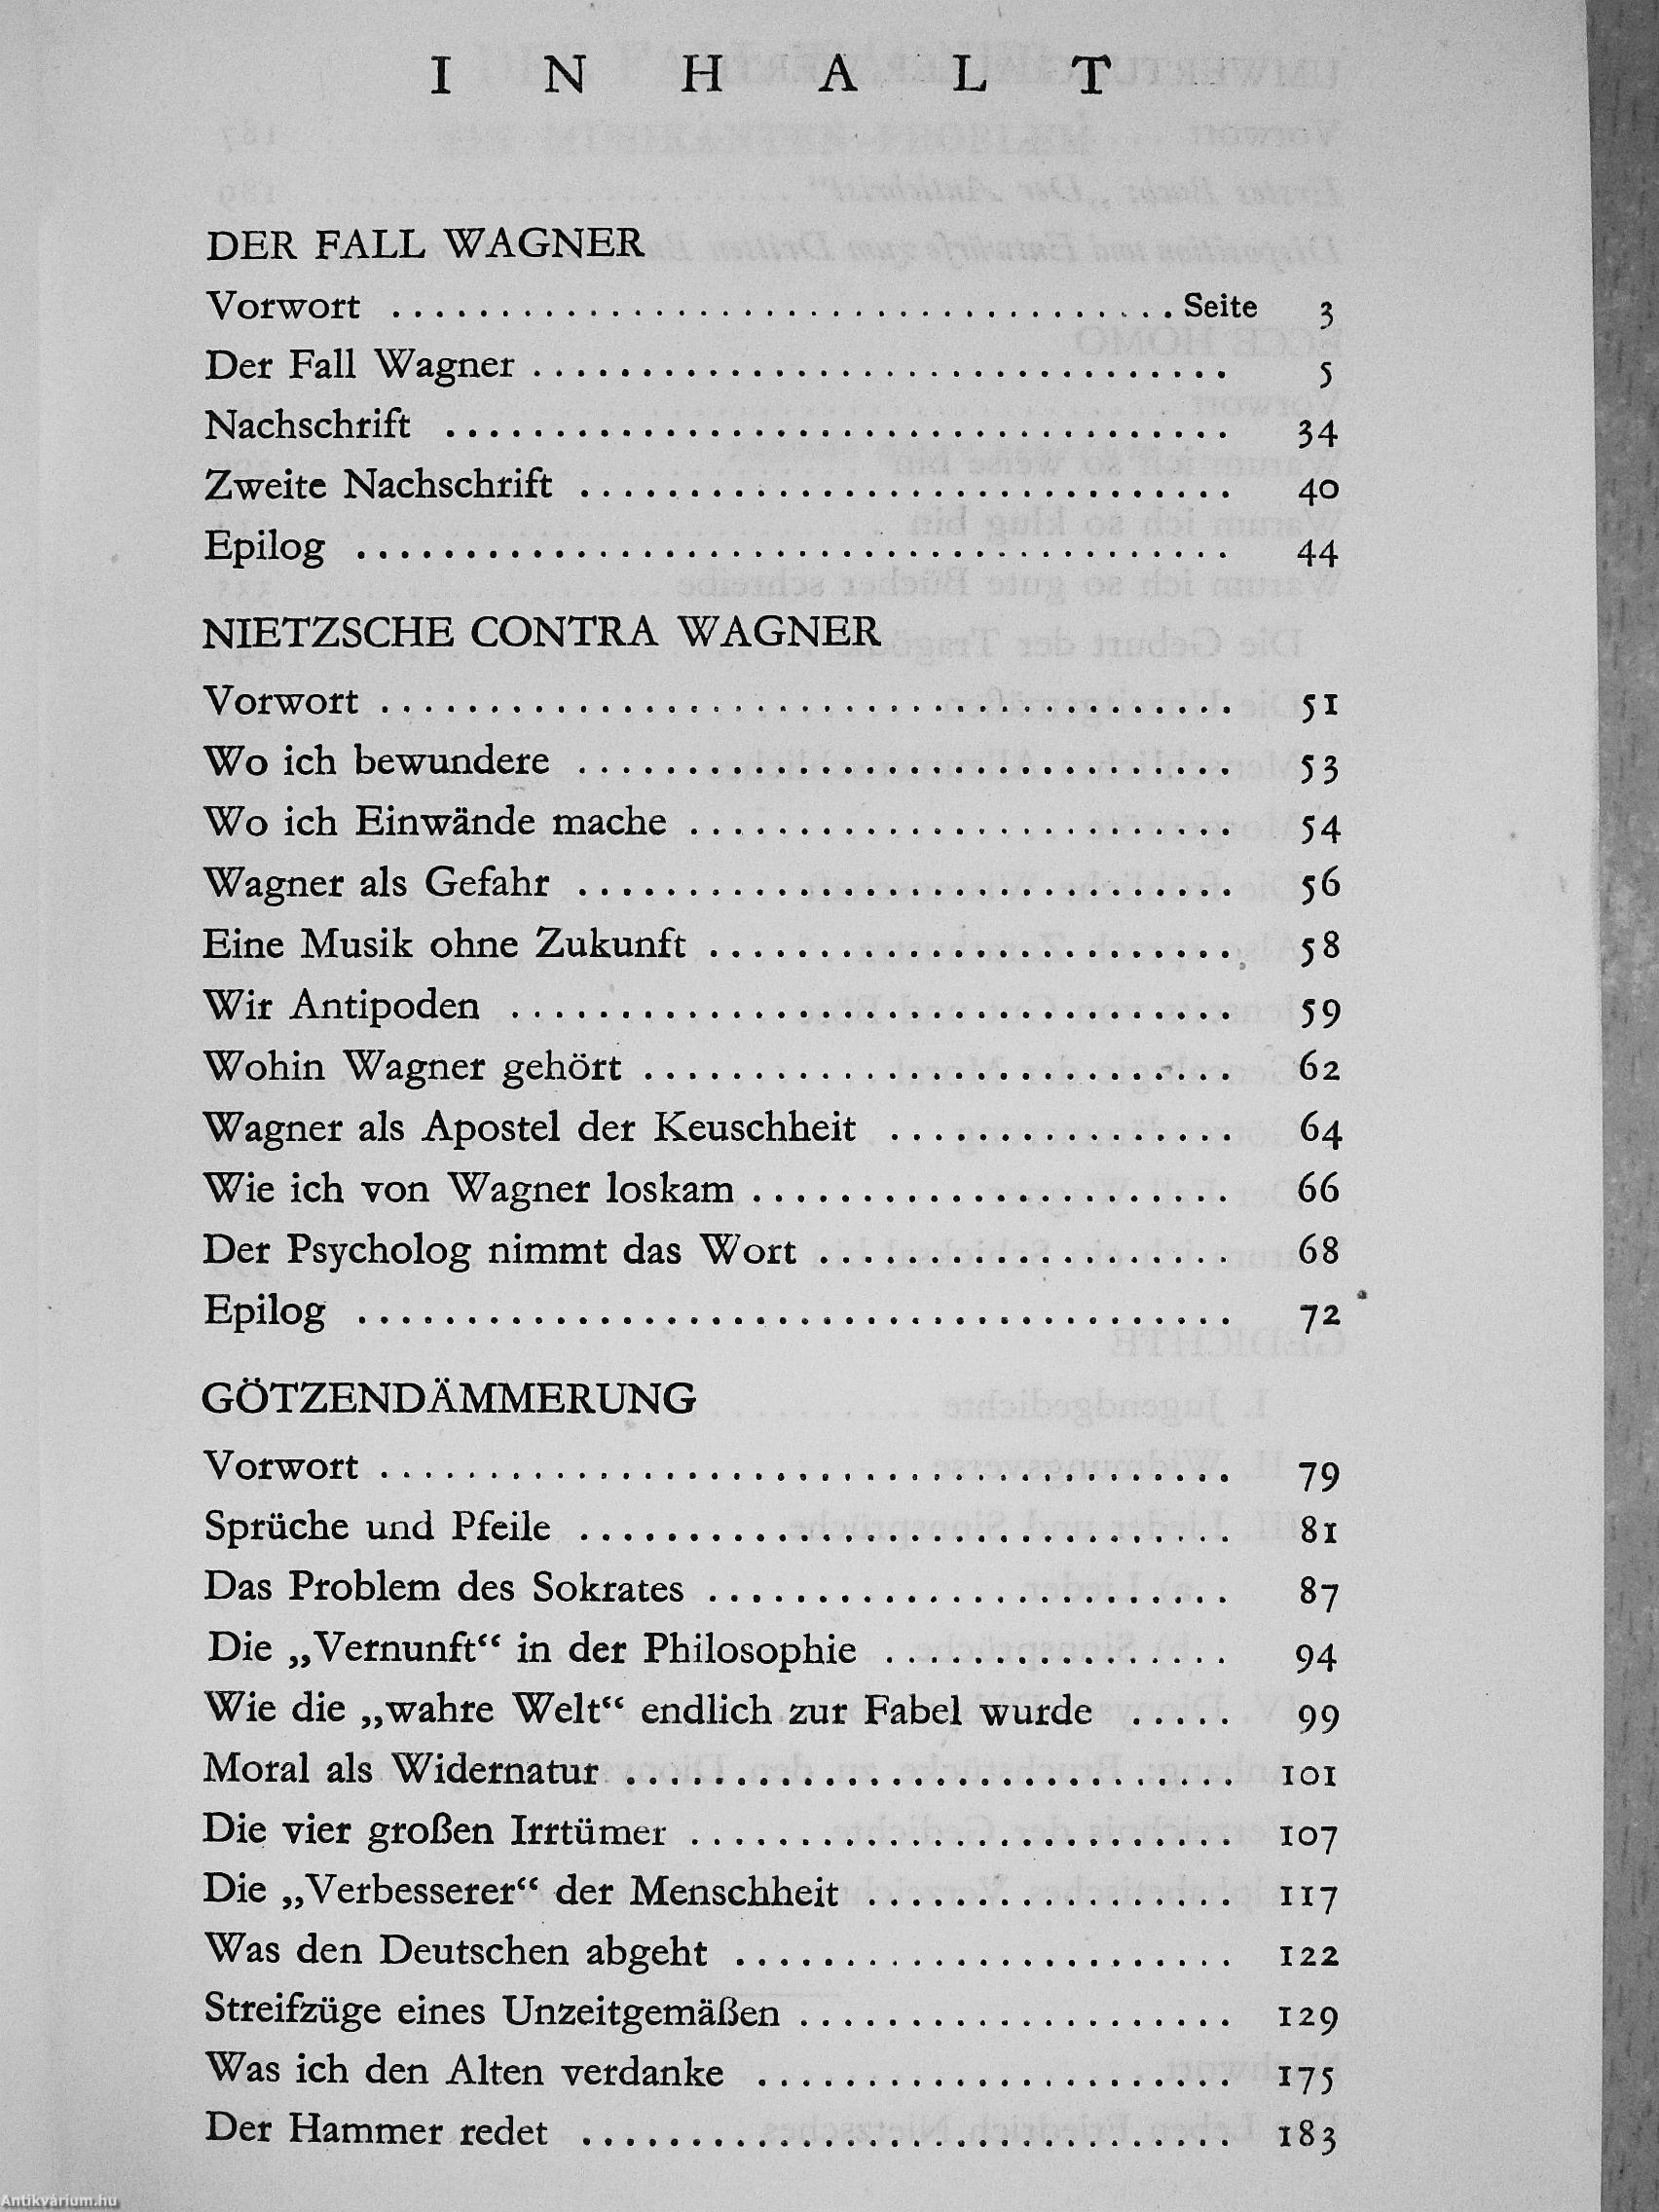 I N H A L T
DER FALL WAGNER
Vorwort ........................................ Seite 3
Der Fall Wagner ........................................ 5
Nachschrift ........................................ 34
Zweite Nachschrift ........................................ 40
Epilog ........................................ 44
NIETZSCHE CONTRA WAGNER
Vorwort ........................................ 51
Wo ich bewundere ........................................ 53
Wo ich Einwände mache ........................................ 54
Wagner als Gefahr ........................................ 56
Eine Musik ohne Zukunft ........................................ 58
Wir Antipoden ........................................ 59
Wohin Wagner gehört ........................................ 62
Wagner als Apostel der Keuschheit ................ 64
Wie ich von Wagner loskam ...................... 66
Der Psycholog nimmt das Wort ................... 68
Epilog ........................................ 72
GÖTZENDÄMMERUNG
Vorwort ........................................ 79
Sprüche und Pfeile .............................. 81
Das Problem des Sokrates ........................ 87
Die „Vernunft“ in der Philosophie ................ 94
Wie die „wahre Welt“ endlich zur Fabel wurde ..... 99
Moral als Widernatur ............................ 101
Die vier großen Irrtümer ......................... 107
Die „Verbesserer“ der Menschheit ................. 117
Was den Deutschen abgeht ....................... 122
Streifzüge eines Unzeitgemäßen .................... 129
Was ich den Alten verdanke ...................... 175
Der Hammer redet .............................. 183
Antikvárium.hu